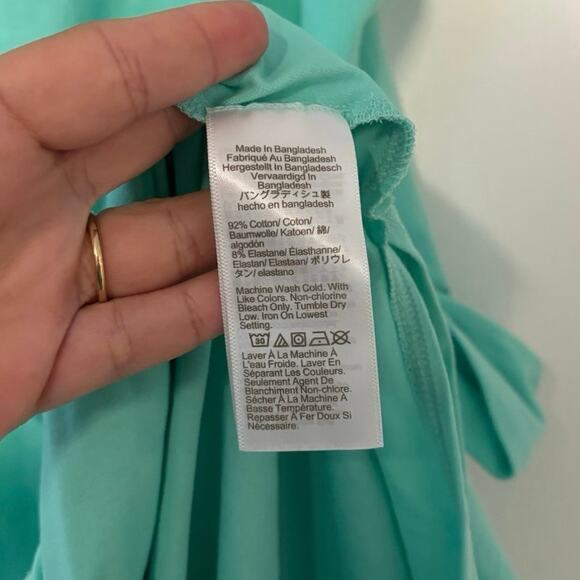 Made In Bangladesh
Fabriqué Au Bangladesh
Hergestellt In Bangladesch
Vervaardigd In
Bangladesh
バングラディシュ製
hecho en bangladesh
92% Cotton/ Coton/
Baumwolle/ Katoen/ 綿/
algodón
8% Elastane/ Élasthanne/
Elastan/ Elastaan/ ポリウレ
タン/ elastano
Machine Wash Cold. With
Like Colors. Non-chlorine
Bleach Only. Tumble Dry
Low. Iron On Lowest
Setting.
30
Laver À La Machine À
L'eau Froide. Laver En
Séparant Les Couleurs.
Seulement Agent De
Blanchiment Non-chlore.
Sécher À La Machine À
Basse Température.
Repasser À Fer Doux Si
Nécessaire.